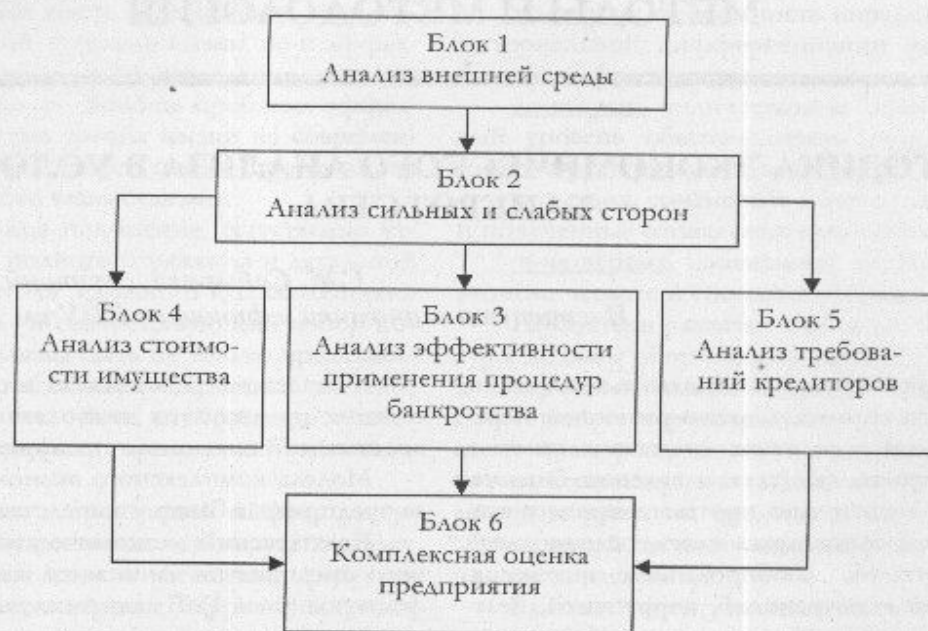 Блок 1
Анализ внешней среды
Блок 2
Анализ сильных и слабых сторон
Блок 4
Анализ стоимо-
сти имущества
Блок 3
Анализ эффективности
применения процедур
банкротства
Блок 5
Анализ требова-
ний кредиторов
Блок 6
Комплексная оценка
предприятия